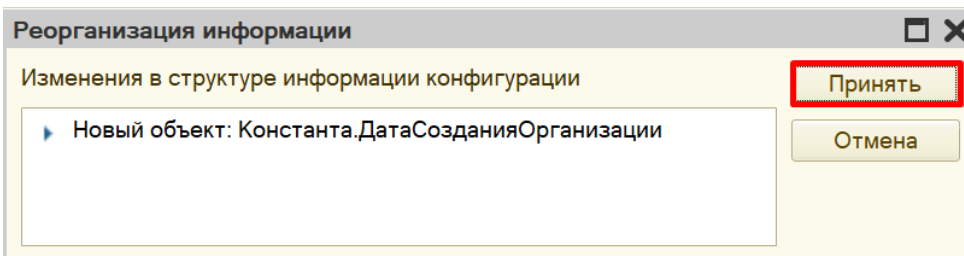 Реорганизация информации
Изменения в структуре информации конфигурации
Принять
Новый объект: Константа.ДатаСозданияОрганизации
Отмена